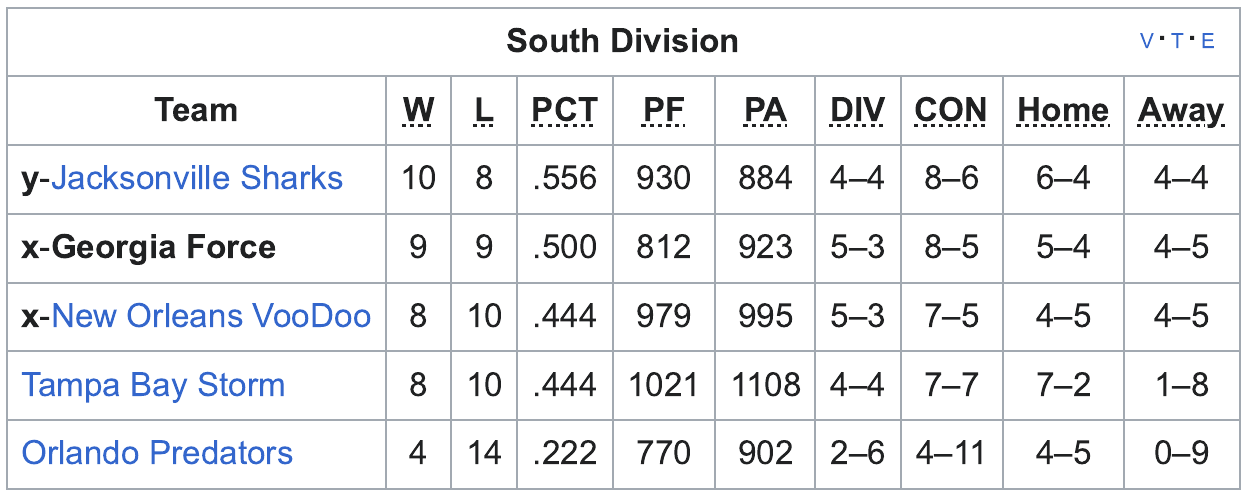 South Division V · T · E
Team W L PCT PF PA DIV CON Home Away
y-Jacksonville Sharks 10 8 .556 930 884 4–4 8–6 6–4 4–4
x-Georgia Force 9 9 .500 812 923 5–3 8–5 5–4 4–5
x-New Orleans VooDoo 8 10 .444 979 995 5–3 7–5 4–5 4–5
Tampa Bay Storm 8 10 .444 1021 1108 4–4 7–7 7–2 1–8
Orlando Predators 4 14 .222 770 902 2–6 4–11 4–5 0–9